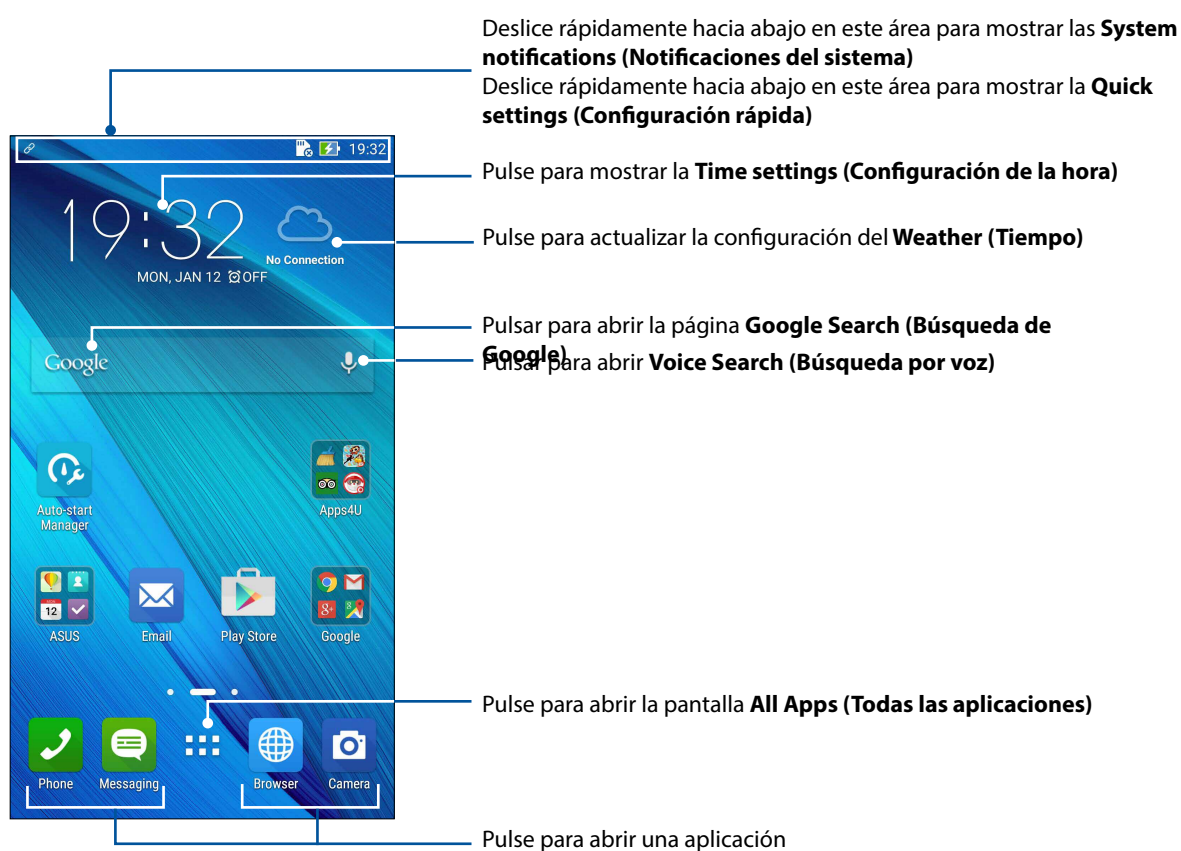 Deslice rápidamente hacia abajo en este área para mostrar las System
notifications (Notificaciones del sistema)
Deslice rápidamente hacia abajo en este área para mostrar la Quick
settings (Configuración rápida)
19:32
Pulse para mostrar la Time settings (Configuración de la hora)
19:32
Pulse para actualizar la configuración del Weather (Tiempo)
No Connection
MON, JAN 12 OFF
Pulsar para abrir la página Google Search (Búsqueda de
Google)
Pulsar para abrir Voice Search (Búsqueda por voz)
Google
Auto-start
Manager
Apps4U
12
8+
ASUS
Email
Play Store
Google
Pulse para abrir la pantalla All Apps (Todas las aplicaciones)
Phone
Messaging
Browser
Camera
Pulse para abrir una aplicación